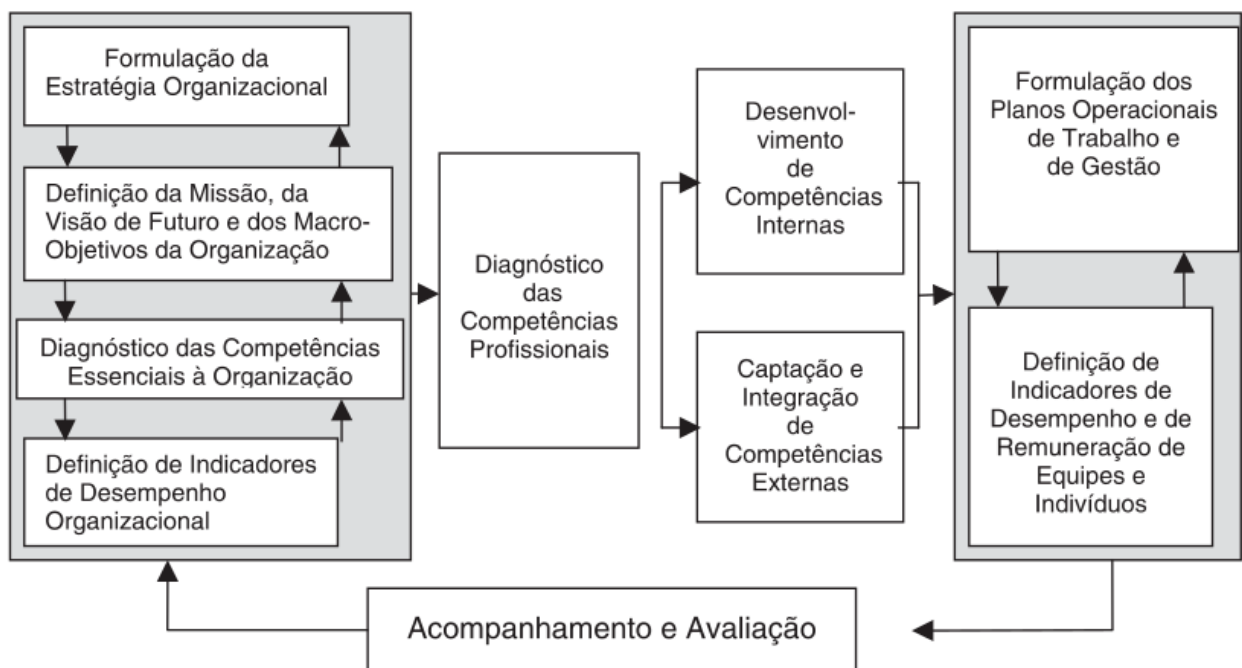 Formulação da
Estratégia Organizacional
Definição da Missão, da
Visão de Futuro e dos Macro-
Objetivos da Organização
Diagnóstico das Competências
Essenciais à Organização
Definição de Indicadores
de Desempenho
Organizacional
Diagnóstico
das
Competências
Profissionais
Desenvol-
vimento
de
Competências
Internas
Captação e
Integração
de
Competências
Externas
Formulação dos
Planos Operacionais
de Trabalho e
de Gestão
Definição de
Indicadores de
Desempenho e de
Remuneração de
Equipes e
Indivíduos
Acompanhamento e Avaliação